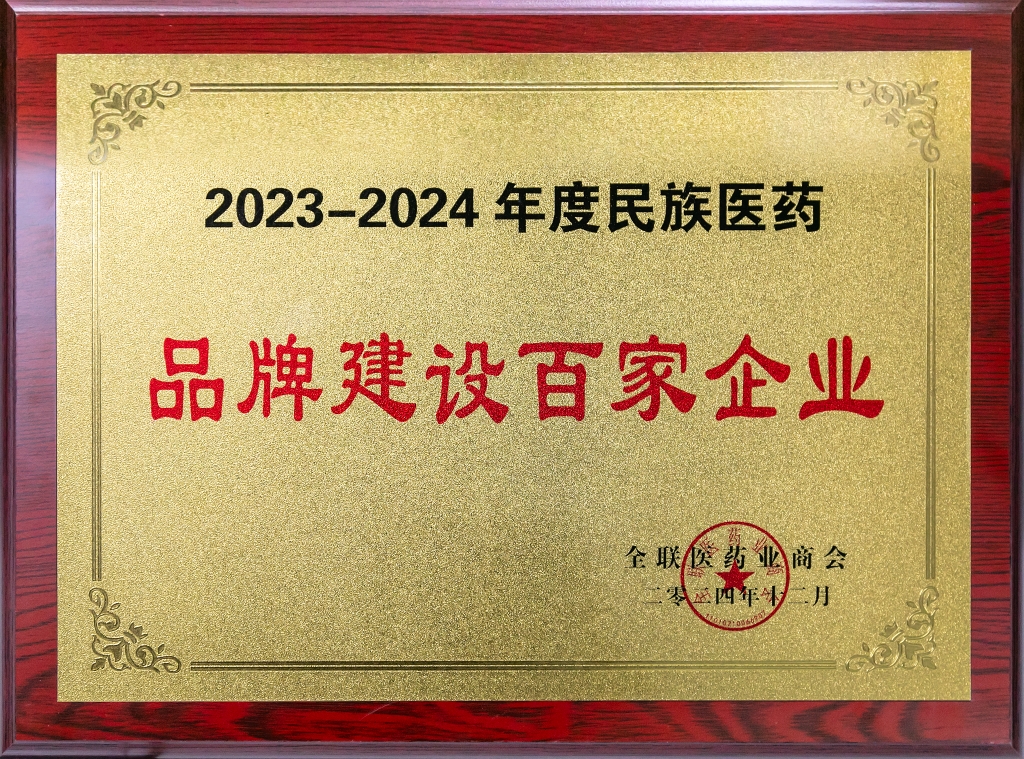 2023-2024 年度民族医药
品牌建设百家企业
全联医药业商会
二零二四年十二月